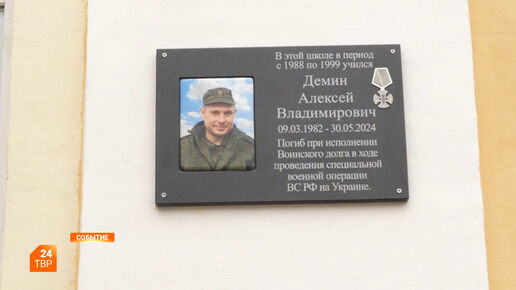 В этой школе в период
с 1988 по 1999 учился
Демин
Алексей
Владимирович
09.03.1982 - 30.05.2024
Погиб при исполнении
Воинского долга в ходе
проведения специальной
военной операции
ВС РФ на Украине.
СОБЫТИЕ
24
ТВР